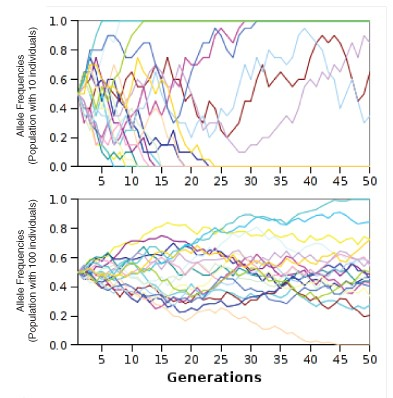 Allele Frequencies
(Population with 10 individuals)
1.0
0.8
0.6
0.4
0.2
0.0
5 10 15 20 25 30 35 40 45 50
Allele Frequencies
(Population with 100 individuals)
1.0
0.8
0.6
0.4
0.2
0.0
5 10 15 20 25 30 35 40 45 50
Generations